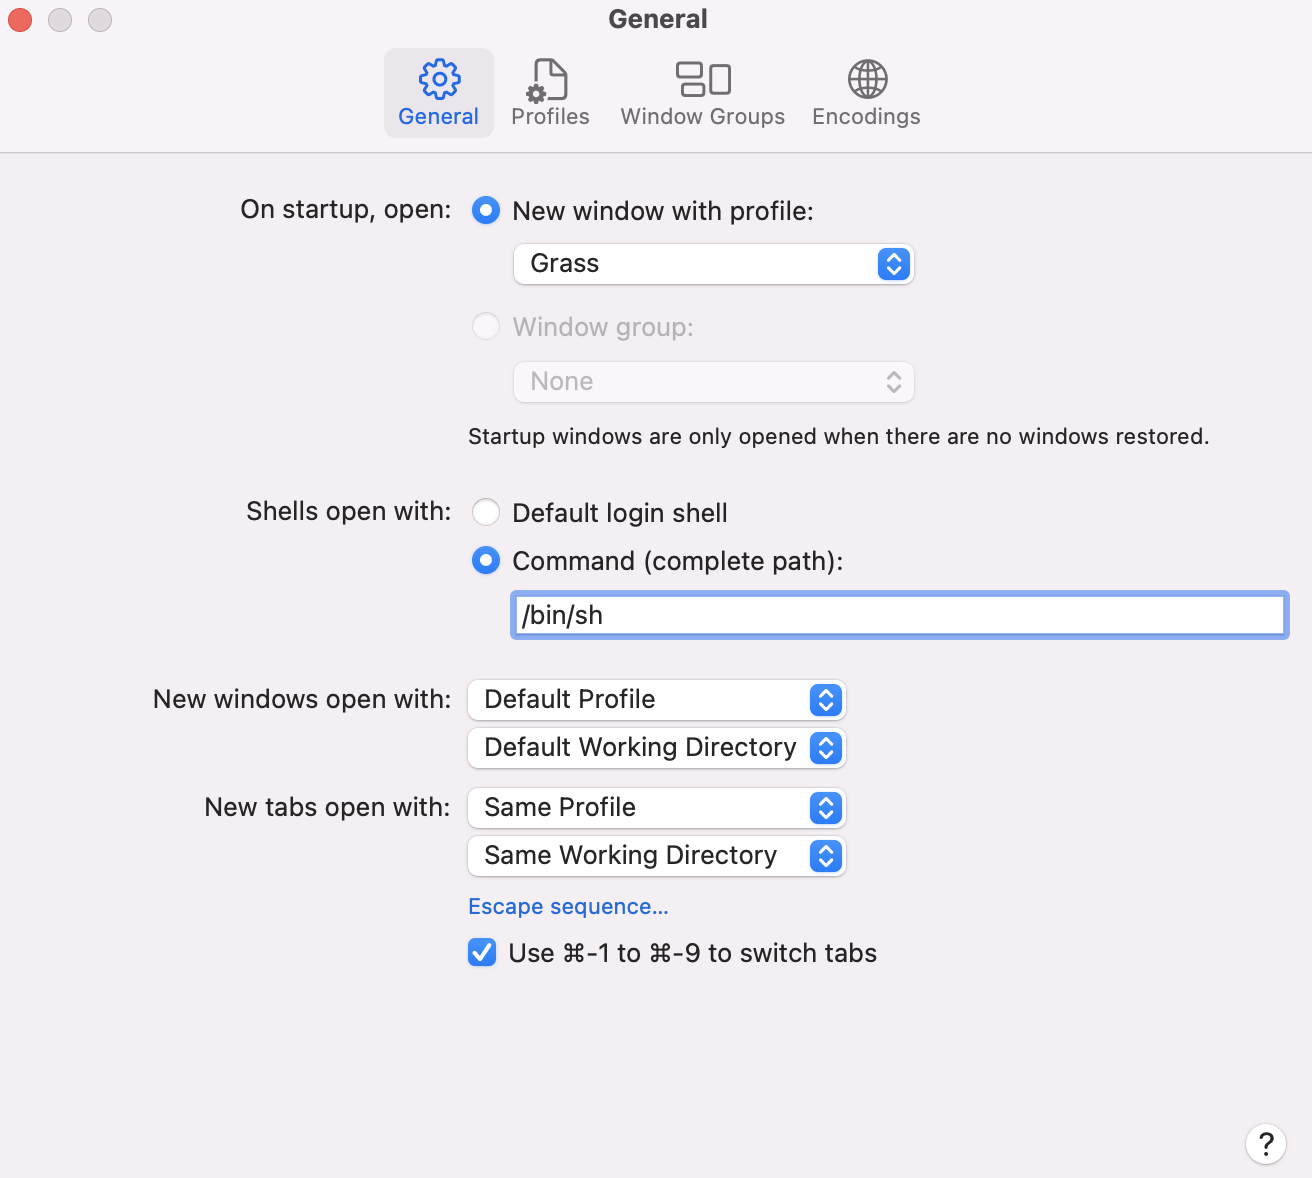 General
General
Profiles
Window Groups
Encodings
On startup, open:
New window with profile:
Grass
Window group:
None
Startup windows are only opened when there are no windows restored.
Shells open with:
Default login shell
Command (complete path):
/bin/sh
New windows open with:
Default Profile
Default Working Directory
New tabs open with:
Same Profile
Same Working Directory
Escape sequence...
Use ⌘-1 to ⌘-9 to switch tabs
?